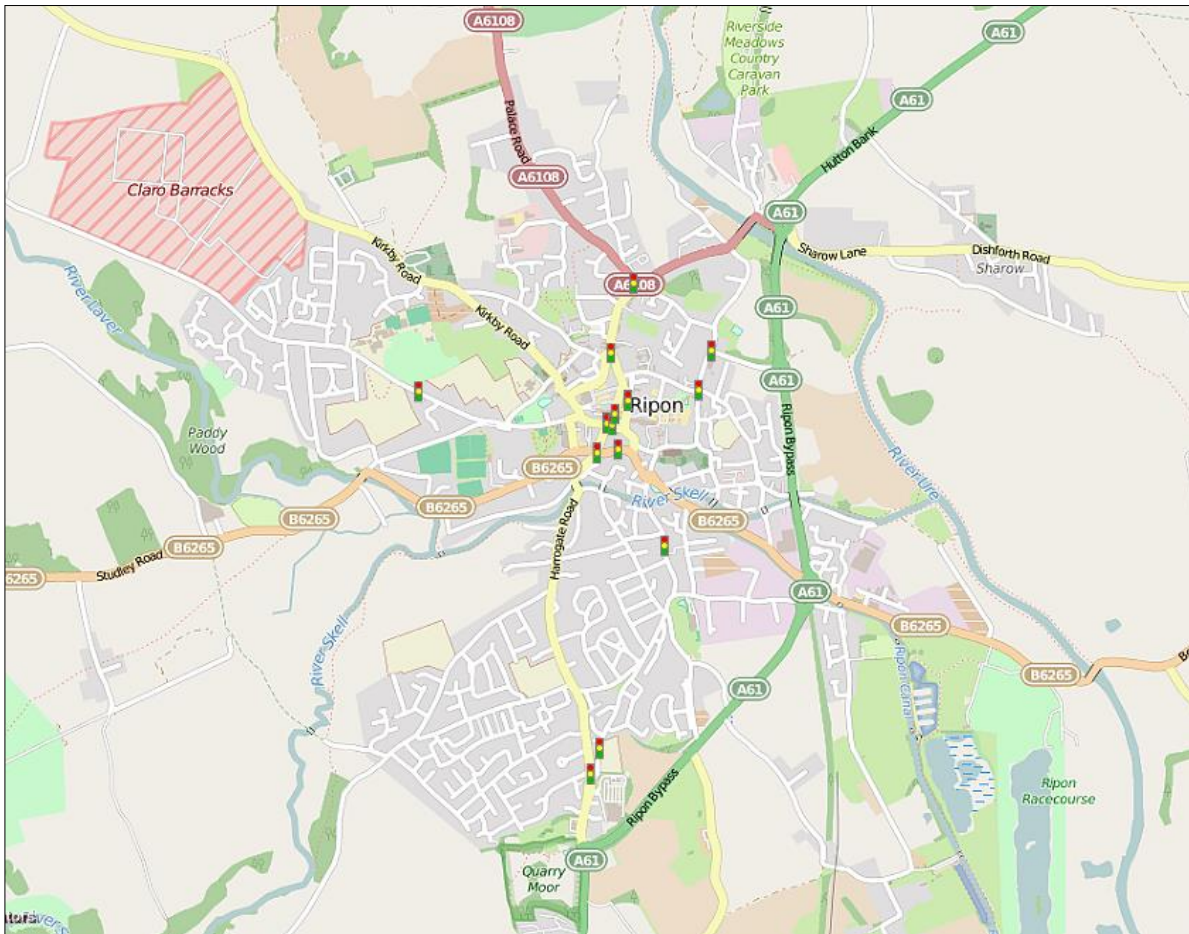 A6108
A61
Riverside
Meadows
Country
Caravan
Park
A61
Palace Road
Hutton Bank
A6108
Claro Barracks
A61
Kirkby Road
Sharow Lane
Dishforth Road
Sharow
River Laver
A6108
A61
Kirkby Road
A61
Ripon
Ripon Bypass
Paddy
Wood
River Ure
B6265
River Skell
B6265
B6265
B6265
Harrogate Road
B6265
Studley Road
6265
A61
B6265
River Skell
Ripon Canal
B6265
A61
Ripon
Racecourse
Ripon Bypass
A61
Quarry
Moor